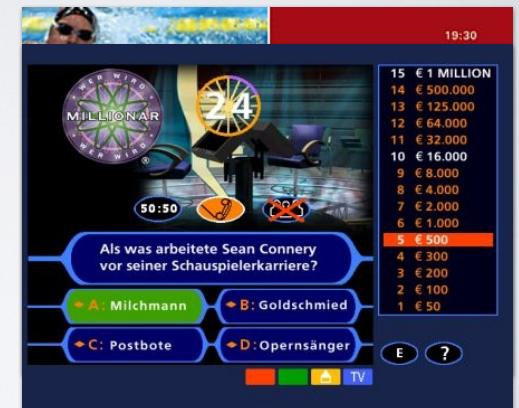 19:30
WER WIRD
MILLIONÄR
WER WIRD
®
24
50:50
15 € 1 MILLION
14 € 500.000
13 € 125.000
12 € 64.000
11 € 32.000
10 € 16.000
9 € 8.000
8 € 4.000
7 € 2.000
6 € 1.000
5 € 500
4 € 300
3 € 200
2 € 100
1 € 50
Als was arbeitete Sean Connery
vor seiner Schauspielerkarriere?
A: Milchmann
B: Goldschmied
C: Postbote
D: Opernsänger
E
?
TV